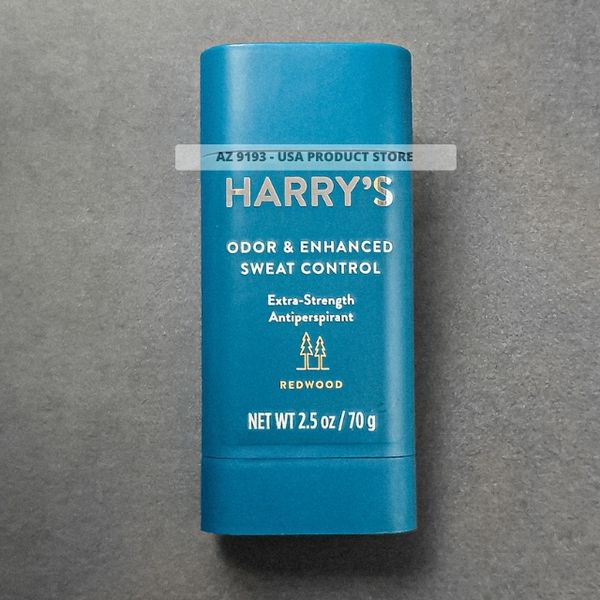 AZ 9193 - USA PRODUCT STORE
HARRY'S
ODOR & ENHANCED
SWEAT CONTROL
Extra-Strength
Antiperspirant
REDWOOD
NET WT 2.5 oz / 70 g